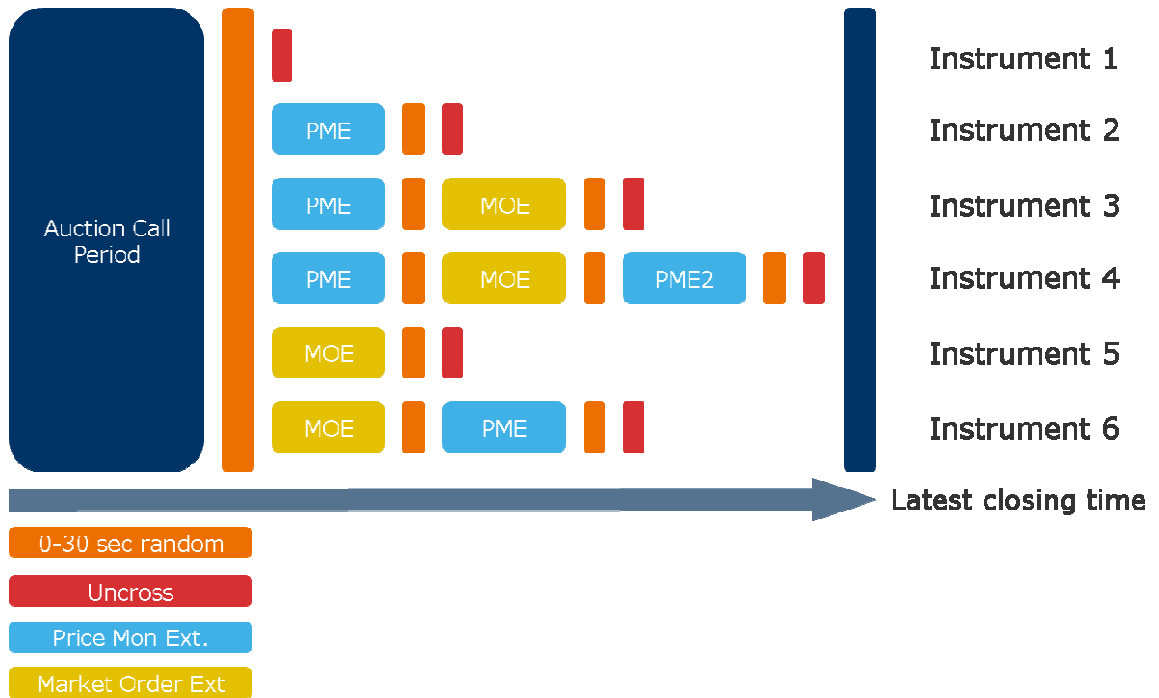 Instrument 1
PME
Instrument 2
Auction Call
Period
PME
MOE
Instrument 3
PME
MOE
PME2
Instrument 4
MOE
Instrument 5
MOE
PME
Instrument 6
Latest closing time
0-30 sec random
Uncross
Price Mon Ext.
Market Order Ext